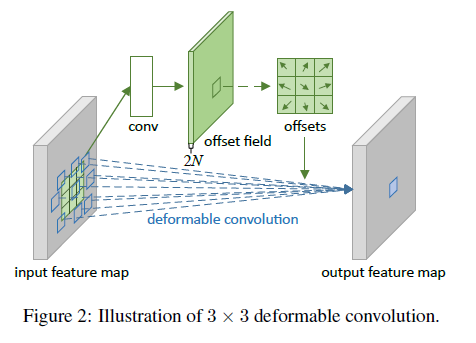 conv
offset field
offsets
2N
deformable convolution
input feature map
output feature map
Figure 2: Illustration of 3 × 3 deformable convolution.